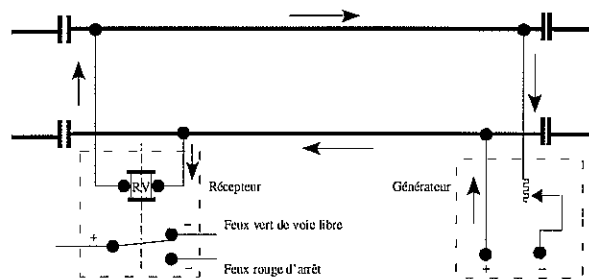 RV
Récepteur
Générateur
+
−
Feux vert de voie libre
−
Feux rouge d'arrêt
+
−